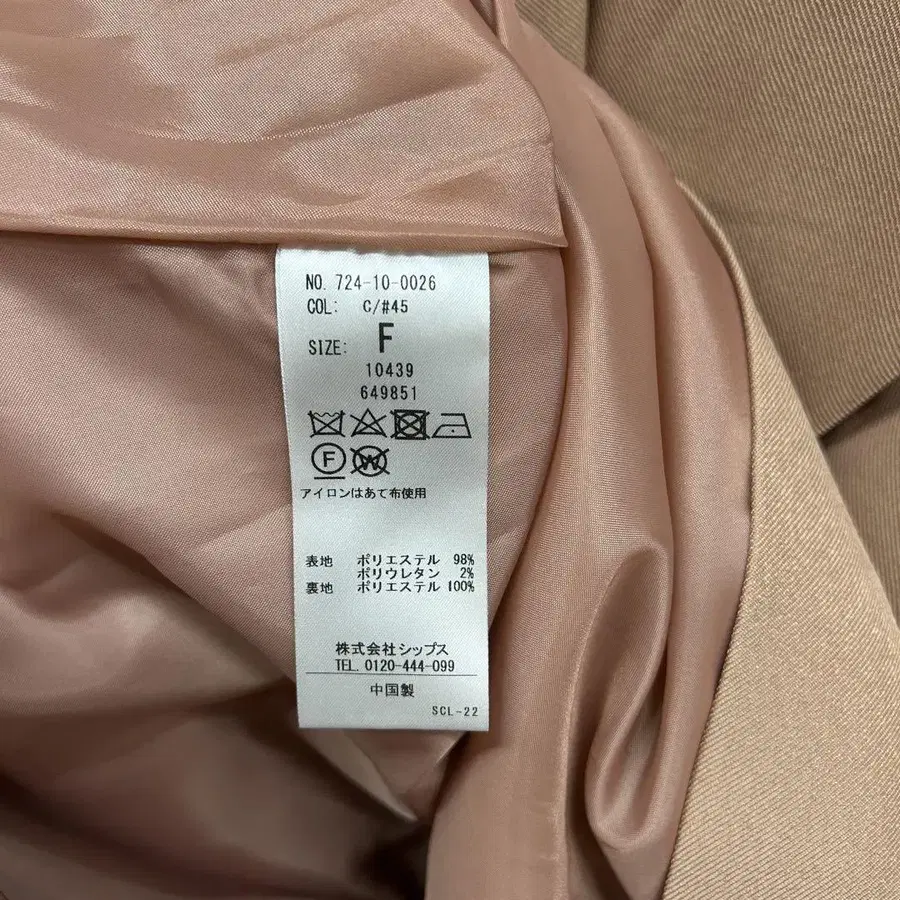 NO. 724-10-0026
COL: C/#45
SIZE: F
10439
649851
F W
アイロンはあて布使用
表地 ポリエステル 98%
ポリウレタン 2%
裏地 ポリエステル 100%
株式会社シップス
TEL. 0120-444-099
中国製
SCL-22